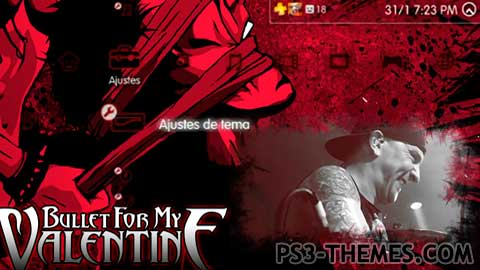 18
31/1 7:23 PM
Ajustes
Ajustes de tema
BULLET FOR MY
VALENTINE
PS3-THEMES.COM